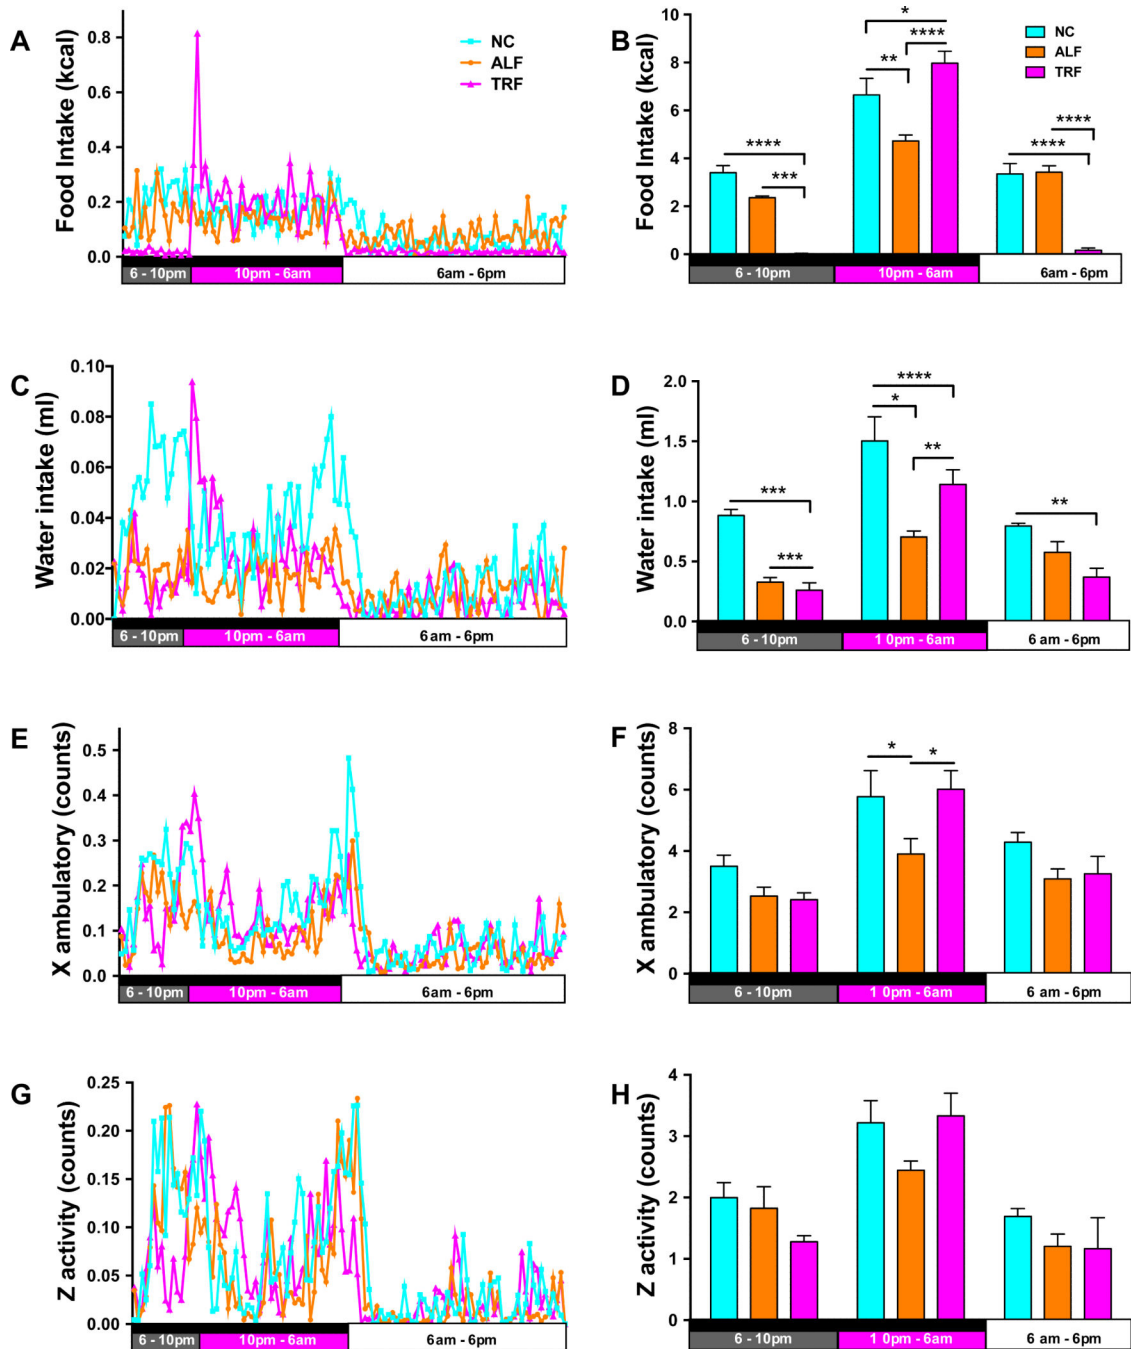 A
Food Intake (kcal)
0.8
0.6
0.4
0.2
0.0
NC
ALF
TRF
6 - 10pm
10pm - 6am
6am - 6pm
B
Food Intake (kcal)
10
8
6
4
2
0
NC
ALF
TRF
*
**
****
****
***
****
****
6 - 10pm
10pm - 6am
6am - 6pm
C
Water intake (ml)
0.10
0.08
0.06
0.04
0.02
0.00
6 - 10pm
10pm - 6am
6am - 6pm
D
Water intake (ml)
2.0
1.5
1.0
0.5
0.0
****
*
**
***
***
**
6 - 10pm
1 0pm - 6am
6 am - 6pm
E
X ambulatory (counts)
0.5
0.4
0.3
0.2
0.1
0.0
6 - 10pm
10pm - 6am
6am - 6pm
F
X ambulatory (counts)
8
6
4
2
0
*
*
6 - 10pm
1 0pm - 6am
6 am - 6pm
G
Z activity (counts)
0.25
0.20
0.15
0.10
0.05
0.00
6 - 10pm
10pm - 6am
6am - 6pm
H
Z activity (counts)
4
3
2
1
0
6 - 10pm
1 0pm - 6am
6 am - 6pm